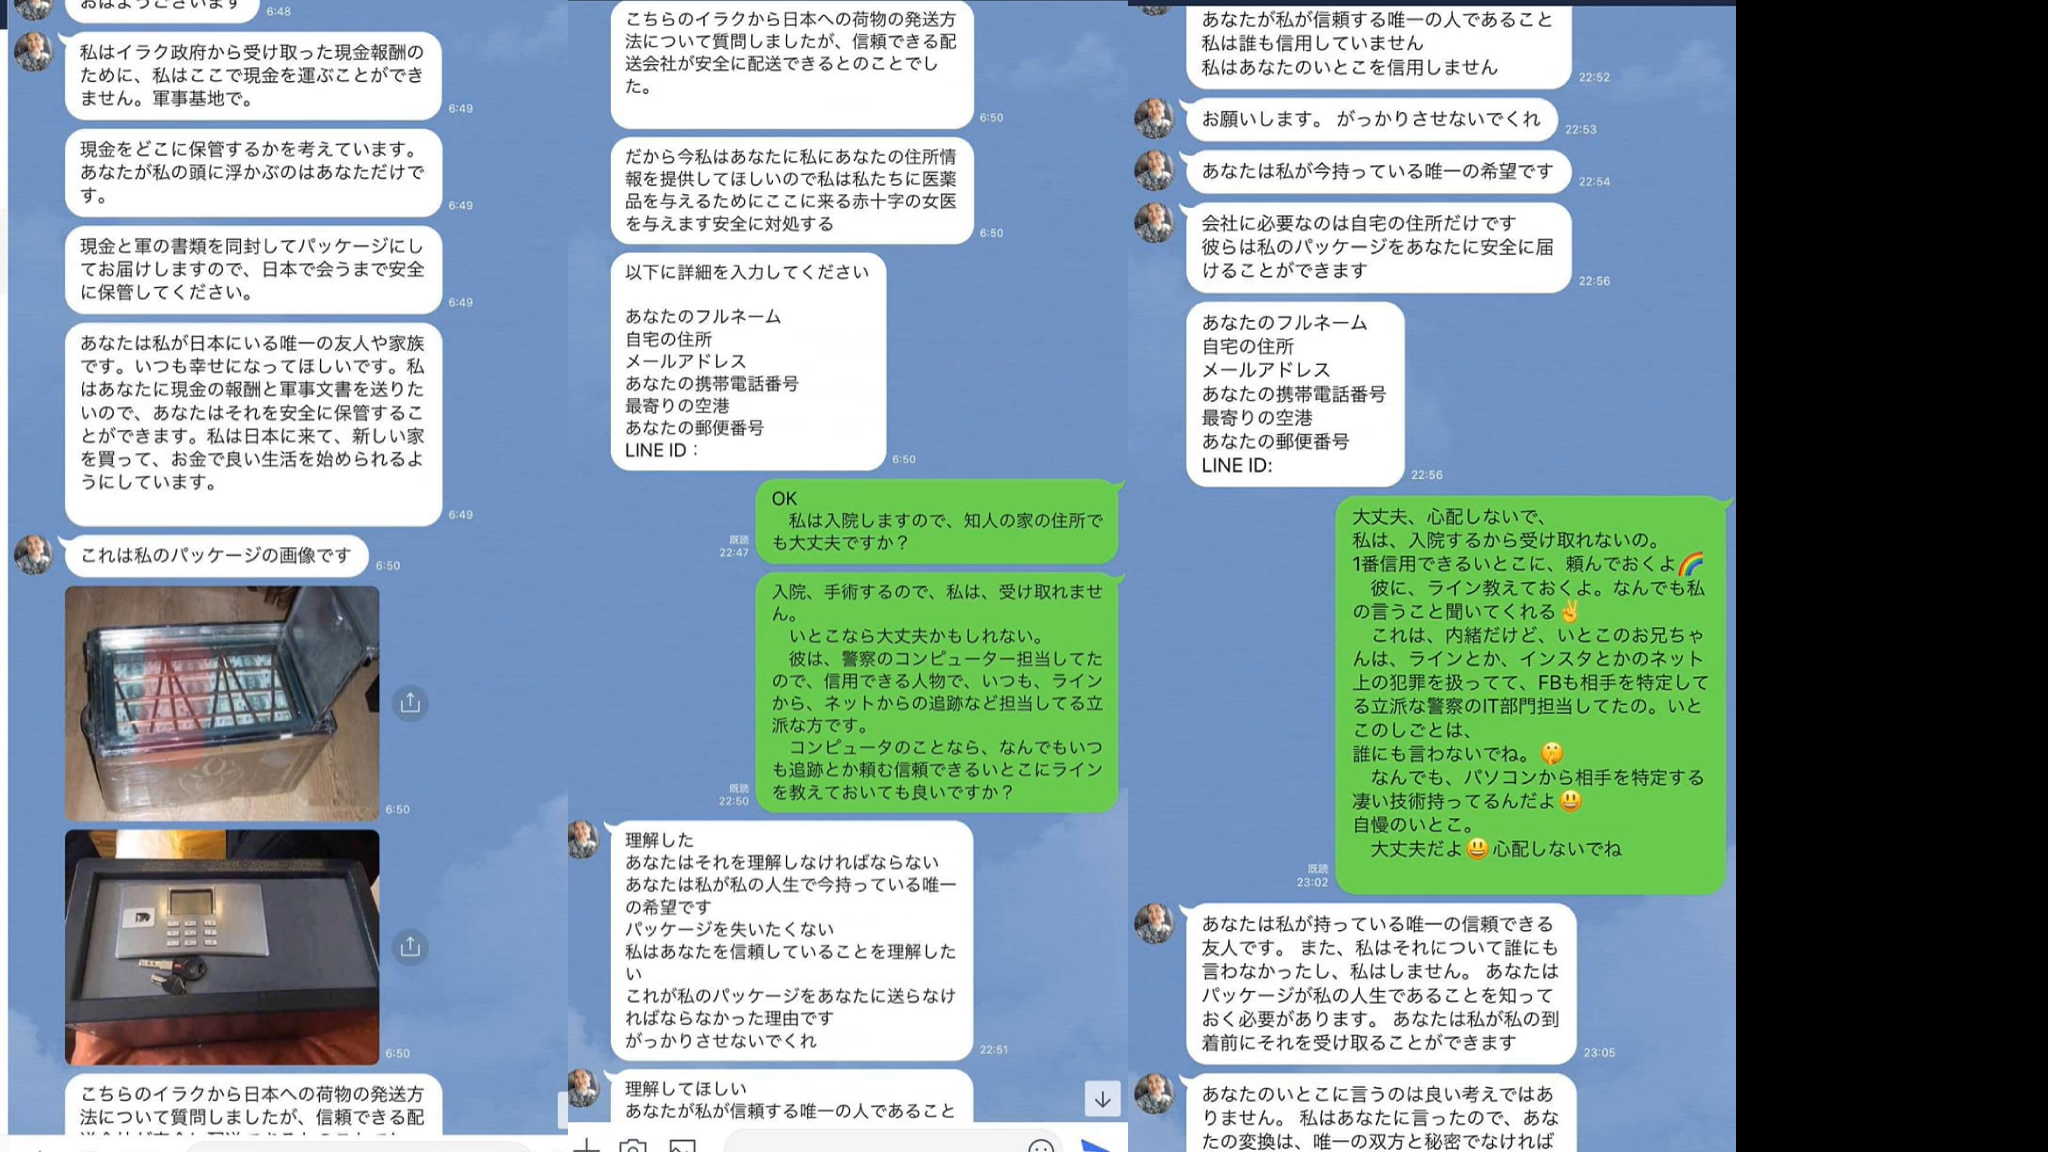 おはようございます
6:48
私はイラク政府から受け取った現金報酬の
ために、私はここで現金を運ぶことができ
ません。軍事基地で。
6:49
現金をどこに保管するかを考えています。
あなたが私の頭に浮かぶのはあなただけで
す。
6:49
現金と軍の書類を同封してパッケージにし
てお届けしますので、日本で会うまで安全
に保管してください。
6:49
あなたは私が日本にいる唯一の友人や家族
です。いつも幸せになってほしいです。私
はあなたに現金の報酬と軍事文書を送りた
いので、あなたはそれを安全に保管するこ
とができます。私は日本に来て、新しい家
を買って、お金で良い生活を始められるよ
うにしています。
6:49
これは私のパッケージの画像です
6:50
6:50
6:50
こちらのイラクから日本への荷物の発送方
法について質問しましたが、信頼できる配
こちらのイラクから日本への荷物の発送方
法について質問しましたが、信頼できる配
送会社が安全に配送できるとのことでし
た。
6:50
だから今私はあなたに私にあなたの住所情
報を提供してほしいので私は私たちに医薬
品を与えるためにここに来る赤十字の女医
を与えます安全に対処する
6:50
以下に詳細を入力してください
あなたのフルネーム
自宅の住所
メールアドレス
あなたの携帯電話番号
最寄りの空港
あなたの郵便番号
LINE ID：
6:50
OK
私は入院しますので、知人の家の住所で
も大丈夫ですか？
既読
22:47
入院、手術するので、私は、受け取れませ
ん。
いとこなら大丈夫かもしれない。
彼は、警察のコンピューター担当してた
ので、信用できる人物で、いつも、ライン
から、ネットからの追跡など担当してる立
派な方です。
コンピュータのことなら、なんでもいつ
も追跡とか頼む信頼できるいとこにライン
を教えておいても良いですか？
既読
22:50
理解した
あなたはそれを理解しなければならない
あなたは私が私の人生で今持っている唯一
の希望です
パッケージを失いたくない
私はあなたを信頼していることを理解した
い
これが私のパッケージをあなたに送らなけ
ればならなかった理由です
がっかりさせないでくれ
22:51
理解してほしい
あなたが私が信頼する唯一の人であること
あなたが私が信頼する唯一の人であること
私は誰も信用していません
私はあなたのいとこを信用しません
22:52
お願いします。 がっかりさせないでくれ
22:53
あなたは私が今持っている唯一の希望です
22:54
会社に必要なのは自宅の住所だけです
彼らは私のパッケージをあなたに安全に届
けることができます
22:56
あなたのフルネーム
自宅の住所
メールアドレス
あなたの携帯電話番号
最寄りの空港
あなたの郵便番号
LINE ID:
22:56
大丈夫、心配しないで、
私は、入院するから受け取れないの。
1番信用できるいとこに、頼んでおくよ🌈
彼に、ライン教えておくよ。なんでも私
の言うこと聞いてくれる✌
これは、内緒だけど、いとこのお兄ちゃ
んは、ラインとか、インスタとかのネット
上の犯罪を扱ってて、FBも相手を特定して
る立派な警察のIT部門担当してたの。いと
このしごとは、
誰にも言わないでね。🤫
なんでも、パソコンから相手を特定する
凄い技術持ってるんだよ😃
自慢のいとこ。
大丈夫だよ😃心配しないでね
既読
23:02
あなたは私が持っている唯一の信頼できる
友人です。 また、私はそれについて誰にも
言わなかったし、私はしません。 あなたは
パッケージが私の人生であることを知って
おく必要があります。 あなたは私が私の到
着前にそれを受け取ることができます
23:05
あなたのいとこに言うのは良い考えではあ
りません。 私はあなたに言ったので、あな
たの変換は、唯一の双方と秘密でなければ